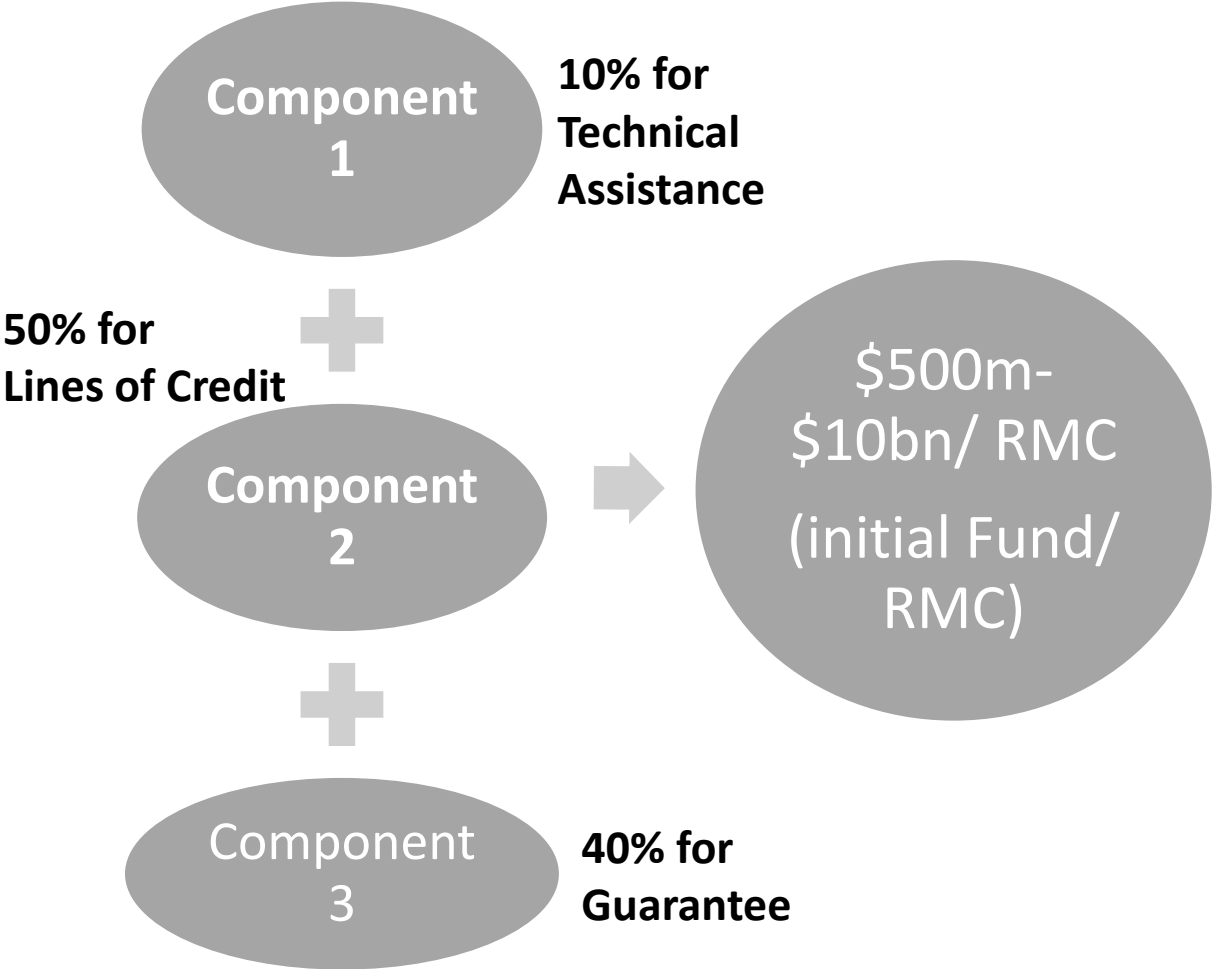 Component
1
10% for
Technical
Assistance
50% for
Lines of Credit
Component
2
$500m-
$10bn/ RMC
(initial Fund/
RMC)
Component
3
40% for
Guarantee